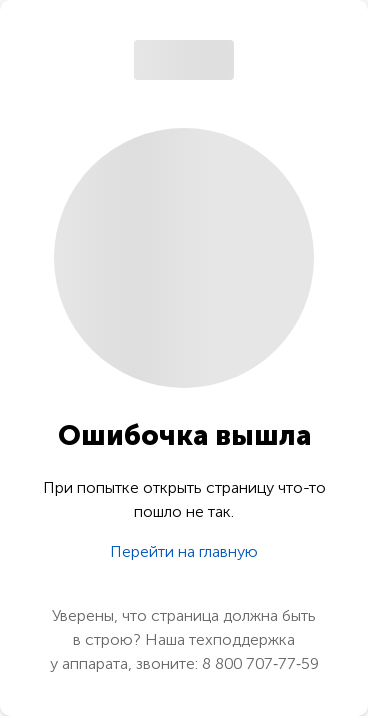 Ошибочка вышла
При попытке открыть страницу что-то
пошло не так.
Перейти на главную
Уверены, что страница должна быть
в строю? Наша техподдержка
у аппарата, звоните: 8 800 707-77-59